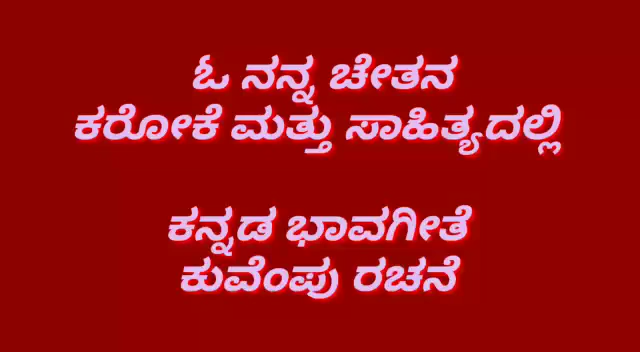 ಓ ನನ್ನ ಚೇತನ
ಕರೋಕೆ ಮತ್ತು ಸಾಹಿತ್ಯದಲ್ಲಿ
ಕನ್ನಡ ಭಾವಗೀತೆ
ಕುವೆಂಪು ರಚನೆ